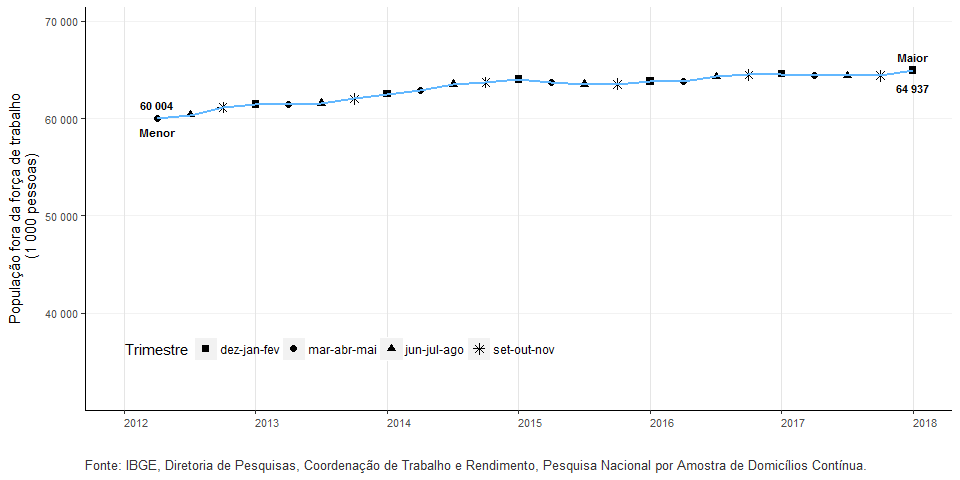 70 000
60 000
50 000
40 000
População fora da força de trabalho
(1 000 pessoas)
60 004
Menor
Maior
64 937
Trimestre dez-jan-fev mar-abr-mai jun-jul-ago set-out-nov
2012 2013 2014 2015 2016 2017 2018
Fonte: IBGE, Diretoria de Pesquisas, Coordenação de Trabalho e Rendimento, Pesquisa Nacional por Amostra de Domicílios Contínua.